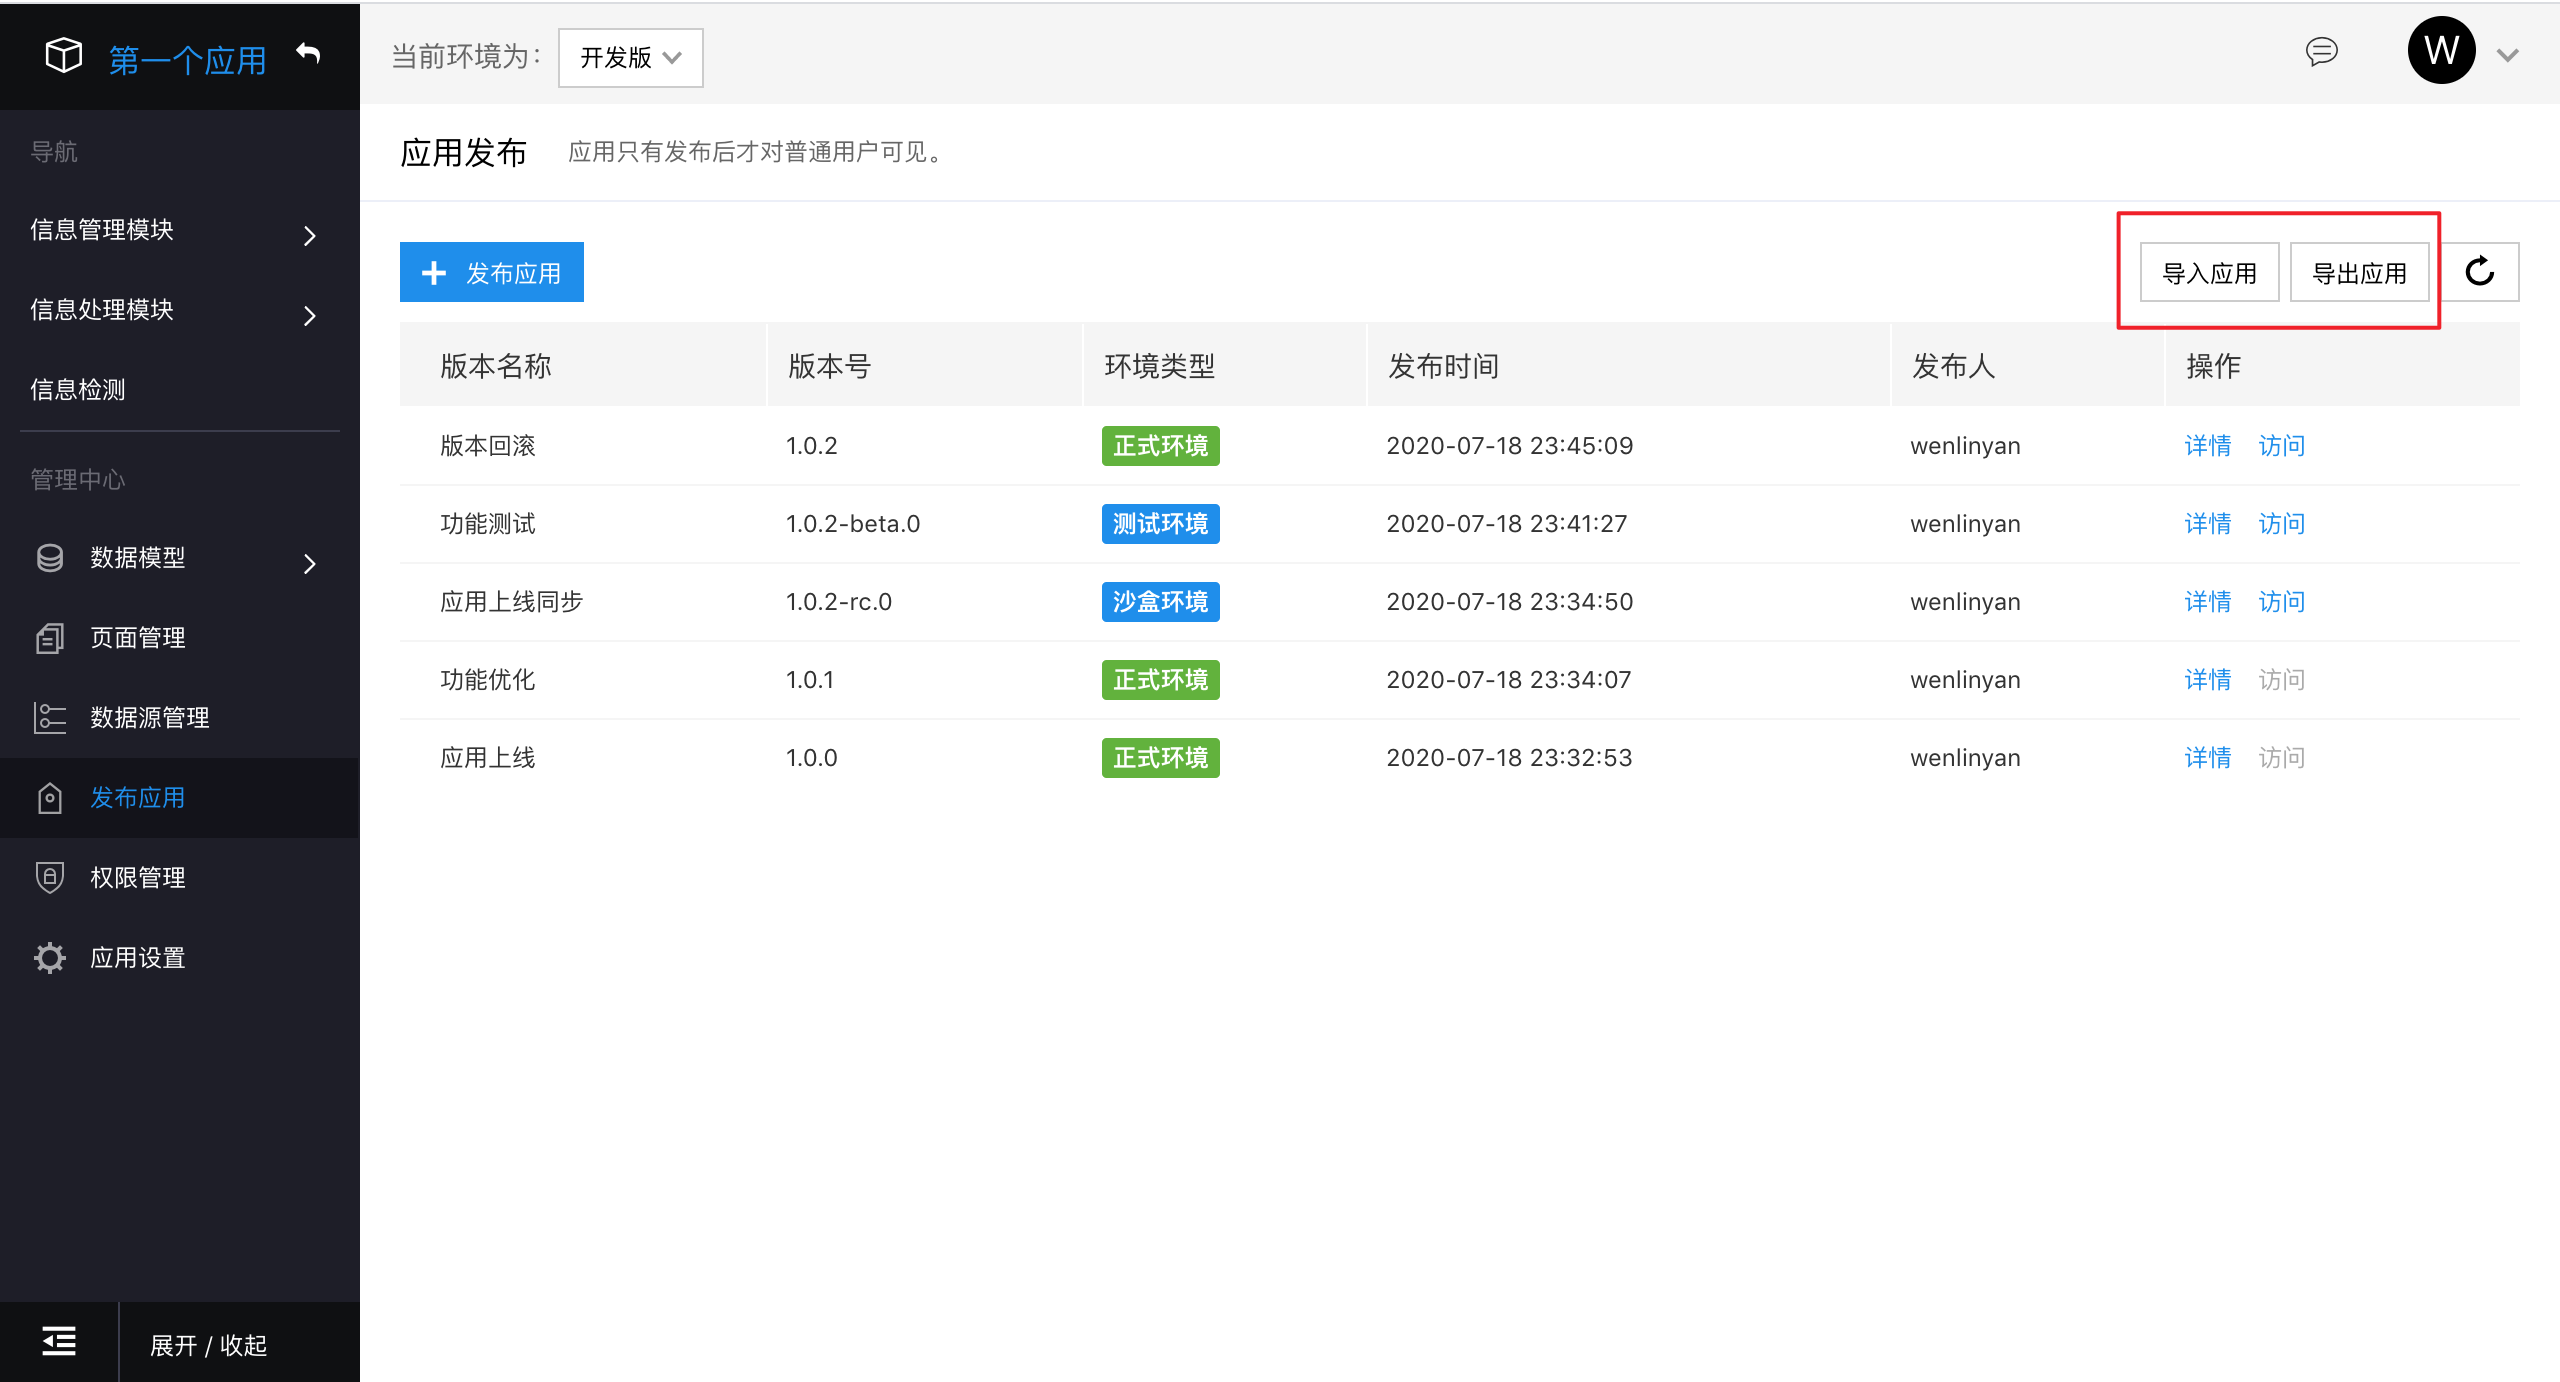 第一个应用
导航
信息管理模块
信息处理模块
信息检测
管理中心
数据模型
页面管理
数据源管理
发布应用
权限管理
应用设置
展开 / 收起
当前环境为: 开发版
W
应用发布 应用只有发布后才对普通用户可见。
发布应用 导入应用 导出应用
版本名称 版本号 环境类型 发布时间 发布人 操作
版本回滚 1.0.2 正式环境 2020-07-18 23:45:09 wenlinyan 详情 访问
功能测试 1.0.2-beta.0 测试环境 2020-07-18 23:41:27 wenlinyan 详情 访问
应用上线同步 1.0.2-rc.0 沙盒环境 2020-07-18 23:34:50 wenlinyan 详情 访问
功能优化 1.0.1 正式环境 2020-07-18 23:34:07 wenlinyan 详情 访问
应用上线 1.0.0 正式环境 2020-07-18 23:32:53 wenlinyan 详情 访问